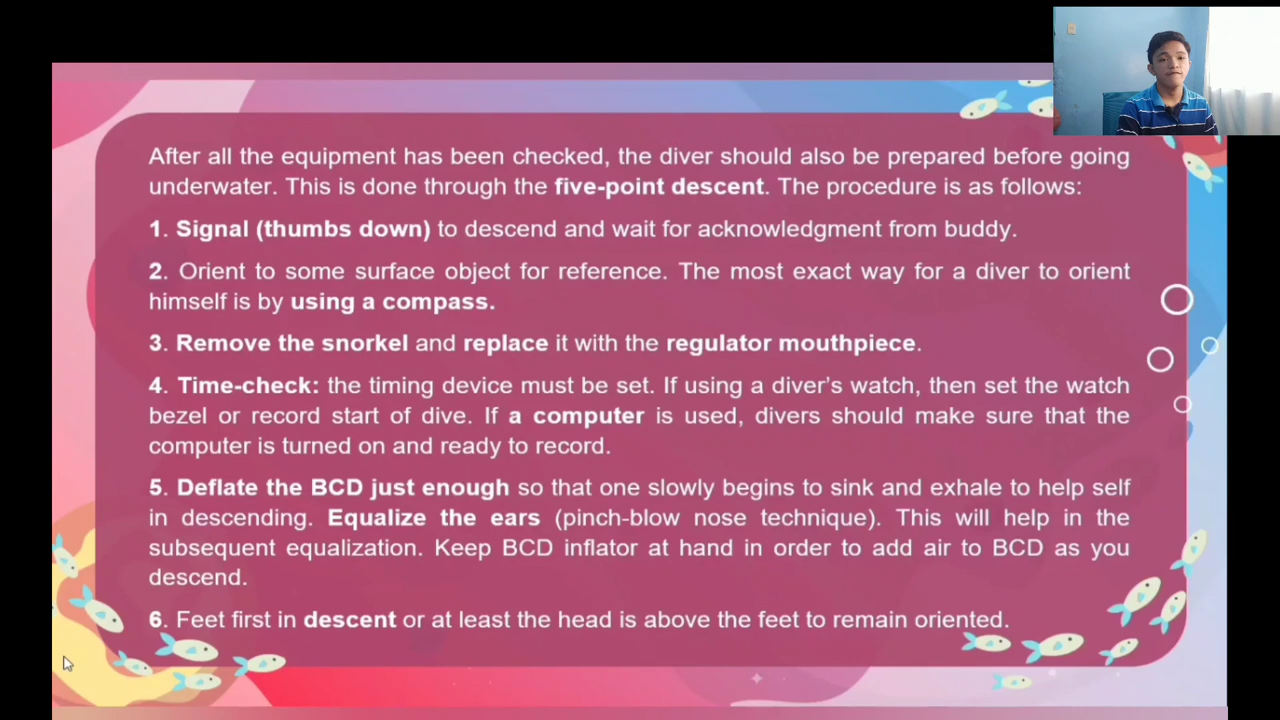 After all the equipment has been checked, the diver should also be prepared before going
underwater. This is done through the five-point descent. The procedure is as follows:
1. Signal (thumbs down) to descend and wait for acknowledgment from buddy.
2. Orient to some surface object for reference. The most exact way for a diver to orient
himself is by using a compass.
3. Remove the snorkel and replace it with the regulator mouthpiece.
4. Time-check: the timing device must be set. If using a diver's watch, then set the watch
bezel or record start of dive. If a computer is used, divers should make sure that the
computer is turned on and ready to record.
5. Deflate the BCD just enough so that one slowly begins to sink and exhale to help self
in descending. Equalize the ears (pinch-blow nose technique). This will help in the
subsequent equalization. Keep BCD inflator at hand in order to add air to BCD as you
descend.
6. Feet first in descent or at least the head is above the feet to remain oriented.